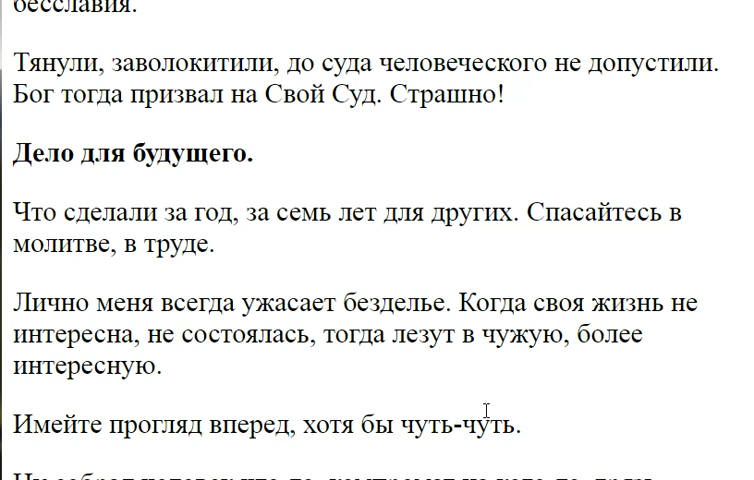 бесславия.
Тянули, заволокитили, до суда человеческого не допустили.
Бог тогда призвал на Свой Суд. Страшно!
Дело для будущего.
Что сделали за год, за семь лет для других. Спасайтесь в
молитве, в труде.
Лично меня всегда ужасает безделье. Когда своя жизнь не
интересна, не состоялась, тогда лезут в чужую, более
интересную.
Имейте прогляд вперед, хотя бы чуть-чуть.